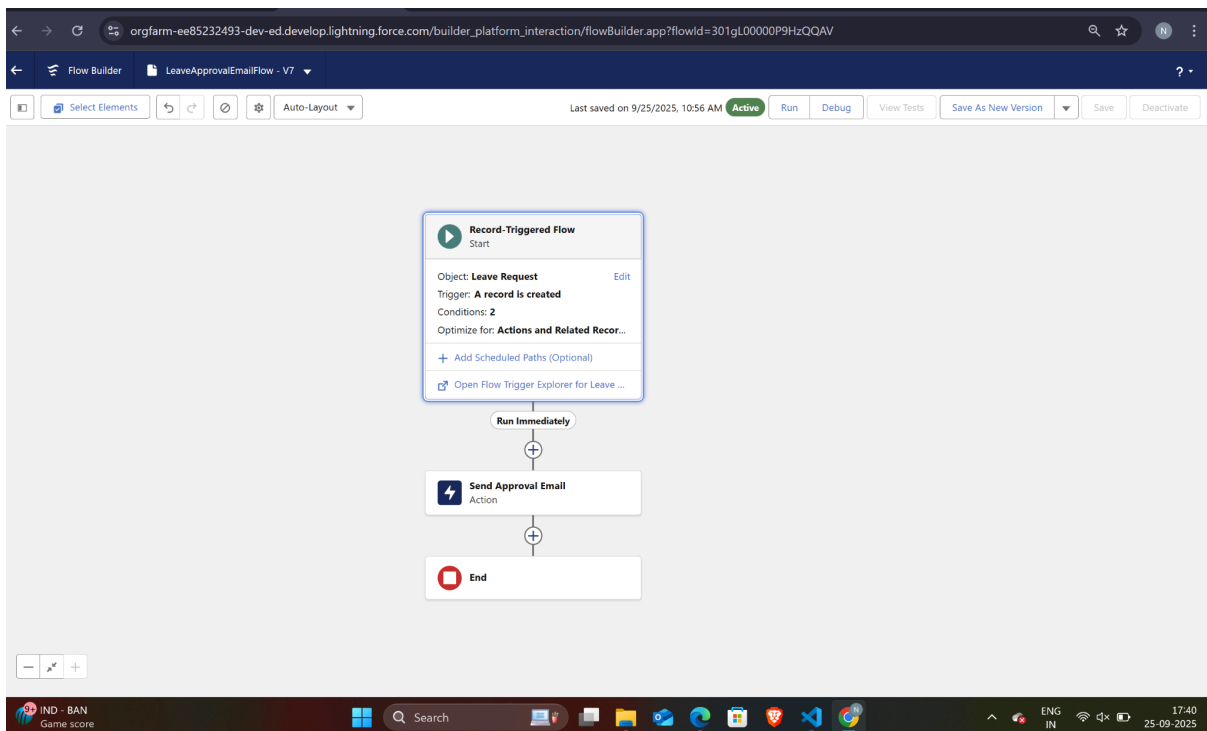 orgfarm-ee85232493-dev-ed.develop.lightning.force.com/builder_platform_interaction/flowBuilder.app?flowId=301gL00000P9HzQQAV
N
Flow Builder
LeaveApprovalEmailFlow - V7
?
Select Elements
Auto-Layout
Last saved on 9/25/2025, 10:56 AM
Active
Run
Debug
View Tests
Save As New Version
Save
Deactivate
Record-Triggered Flow
Start
Object: Leave Request
Edit
Trigger: A record is created
Conditions: 2
Optimize for: Actions and Related Recor...
+ Add Scheduled Paths (Optional)
Open Flow Trigger Explorer for Leave ...
Run Immediately
Send Approval Email
Action
End
9+
IND - BAN
Game score
Search
N
ENG
IN
17:40
25-09-2025